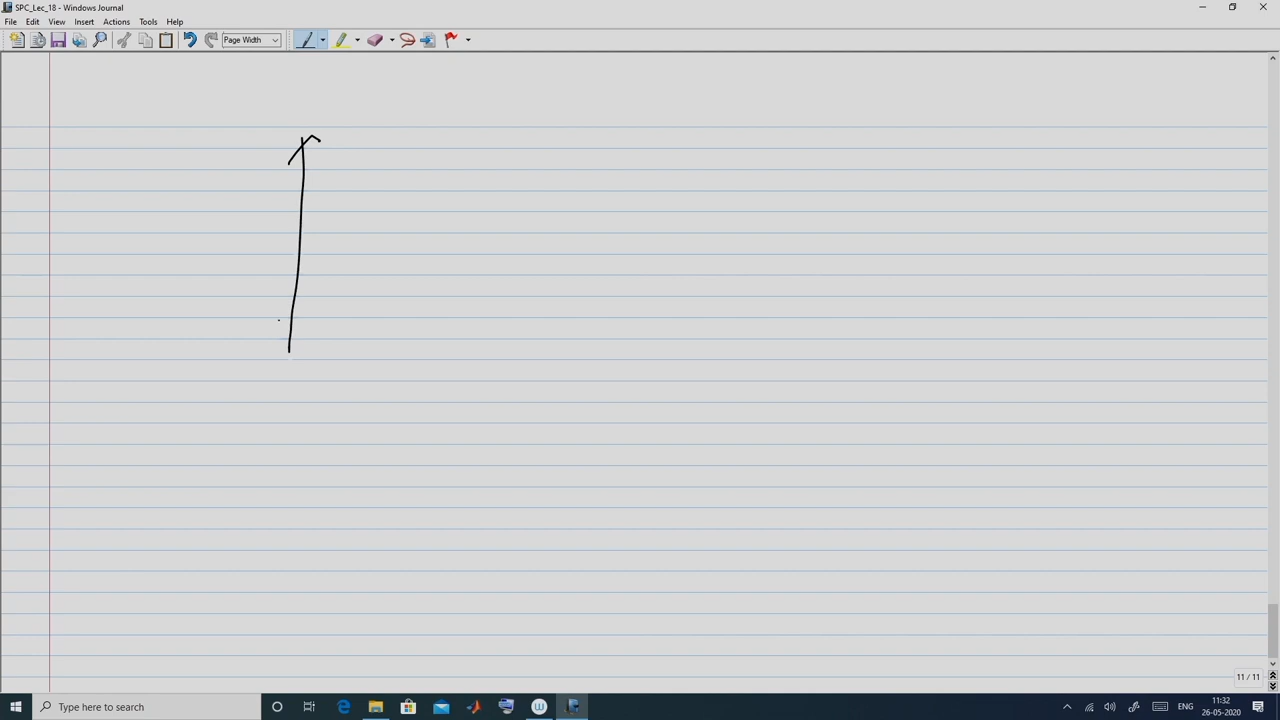 SPC_Lec_18 - Windows Journal
File Edit View Insert Actions Tools Help
Page Width
11 / 11
Type here to search
ENG
11:32
26-05-2020